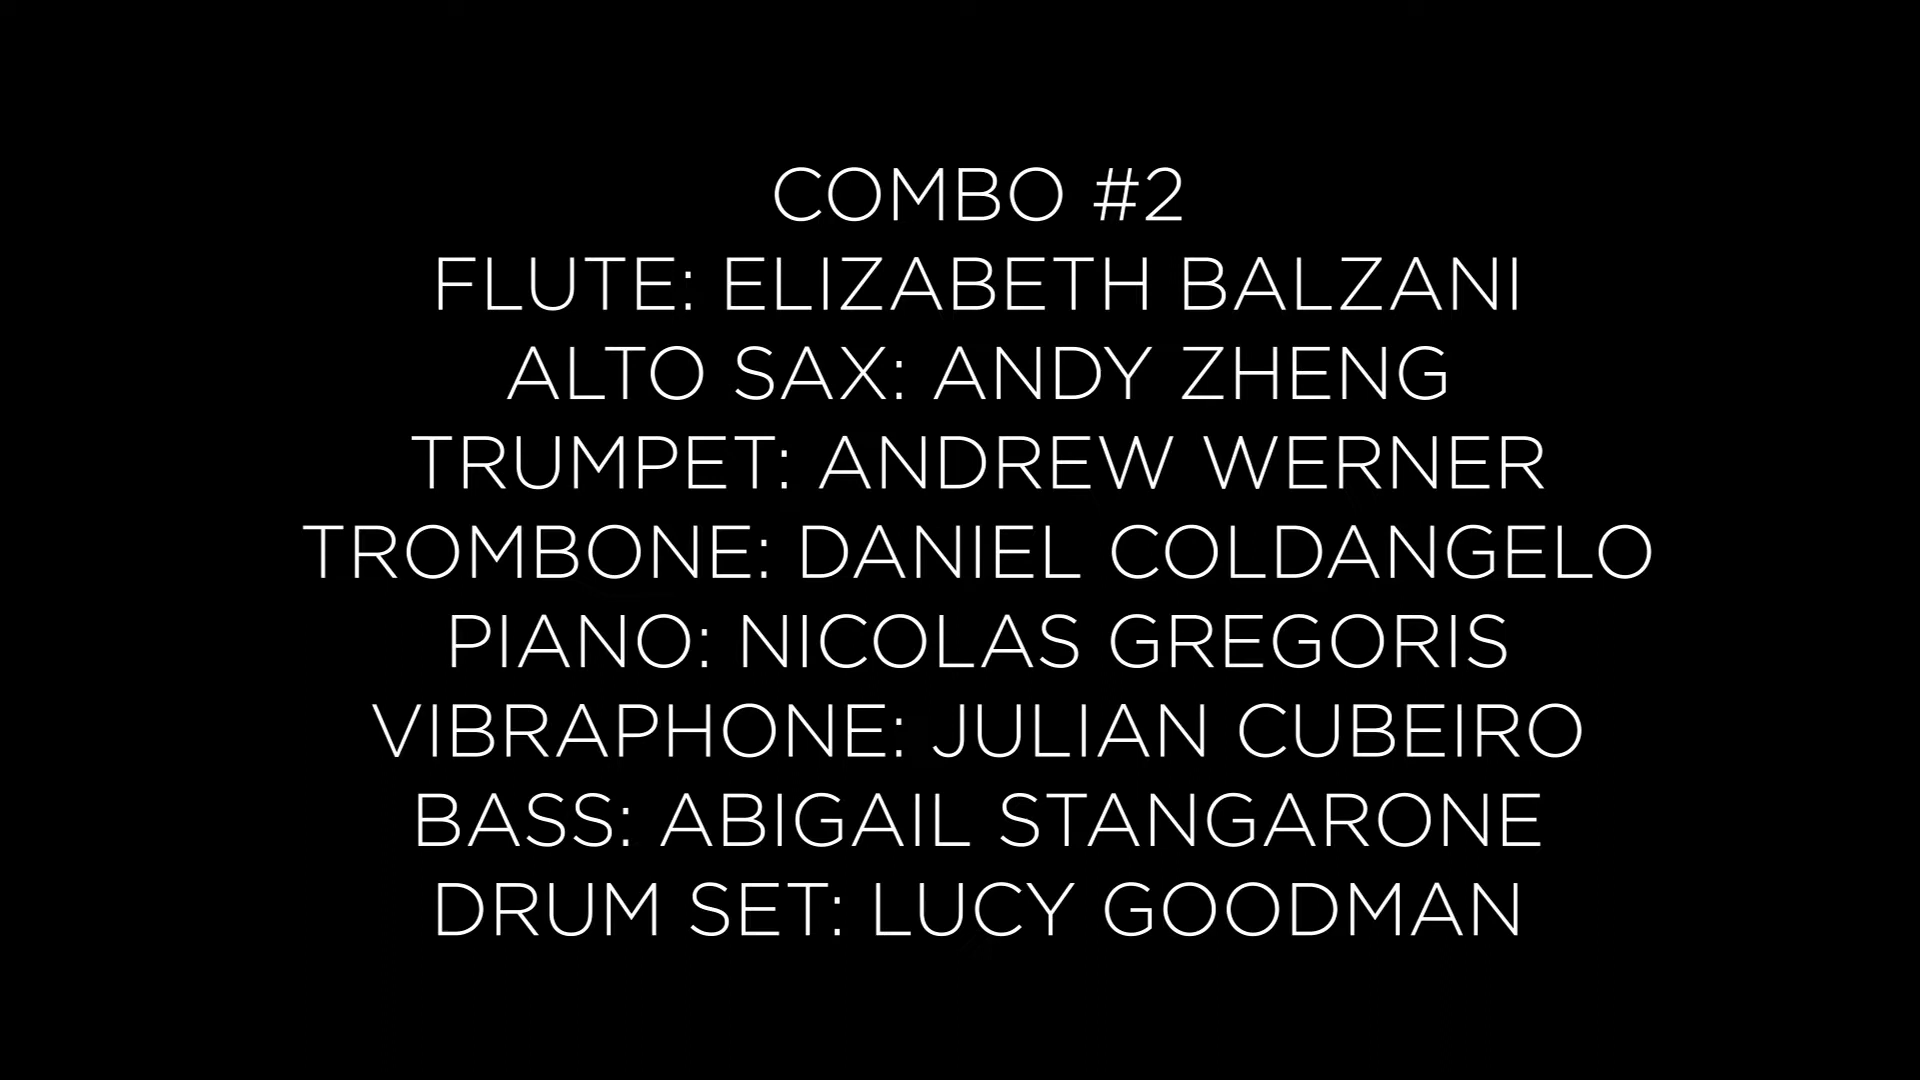 COMBO #2
FLUTE: ELIZABETH BALZANI
ALTO SAX: ANDY ZHENG
TRUMPET: ANDREW WERNER
TROMBONE: DANIEL COLDANGELO
PIANO: NICOLAS GREGORIS
VIBRAPHONE: JULIAN CUBEIRO
BASS: ABIGAIL STANGARONE
DRUM SET: LUCY GOODMAN